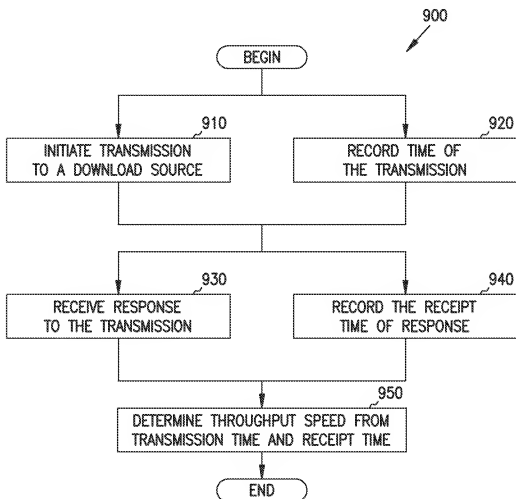 900
BEGIN
910
INITIATE TRANSMISSION
TO A DOWNLOAD SOURCE
920
RECORD TIME OF
THE TRANSMISSION
930
RECEIVE RESPONSE
TO THE TRANSMISSION
940
RECORD THE RECEIPT
TIME OF RESPONSE
950
DETERMINE THROUGHPUT SPEED FROM
TRANSMISSION TIME AND RECEIPT TIME
END